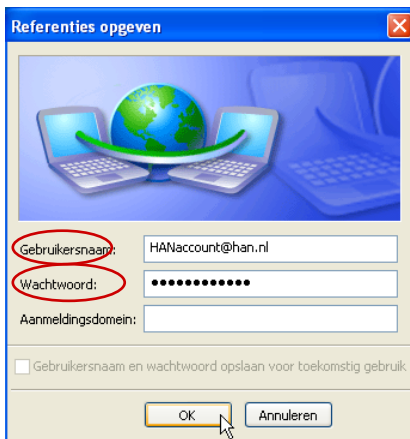 Referenties opgeven
Gebruikersnaam: HANaccount@han.nl
Wachtwoord: ●●●●●●●●●●●●
Aanmeldingsdomein:
Gebruikersnaam en wachtwoord opslaan voor toekomstig gebruik
OK Annuleren